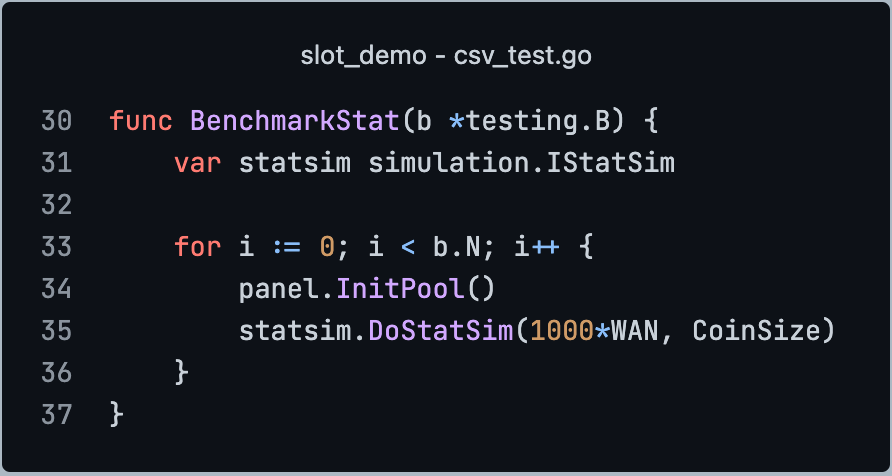 slot_demo - csv_test.go
30 func BenchmarkStat(b *testing.B) {
31     var statsim simulation.IStatSim
32
33     for i := 0; i < b.N; i++ {
34         panel.InitPool()
35         statsim.DoStatSim(1000*WAN, CoinSize)
36     }
37 }